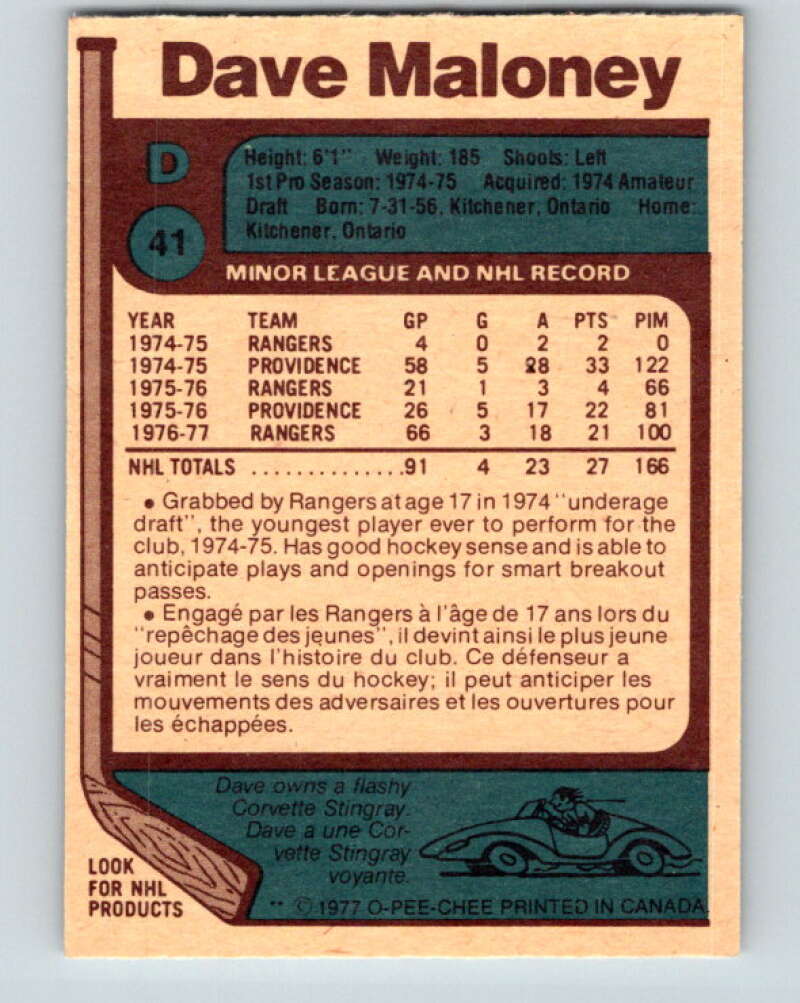 Dave Maloney
D
41
Height: 6'1" Weight: 185 Shoots: Left
1st Pro Season: 1974-75 Acquired: 1974 Amateur
Draft Born: 7-31-56, Kitchener, Ontario Home:
Kitchener, Ontario
MINOR LEAGUE AND NHL RECORD
YEAR TEAM GP G A PTS PIM
1974-75 RANGERS 4 0 2 2 0
1974-75 PROVIDENCE 58 5 28 33 122
1975-76 RANGERS 21 1 3 4 66
1975-76 PROVIDENCE 26 5 17 22 81
1976-77 RANGERS 66 3 18 21 100
NHL TOTALS ...............91 4 23 27 166
• Grabbed by Rangers at age 17 in 1974 "underage
draft", the youngest player ever to perform for the
club, 1974-75. Has good hockey sense and is able to
anticipate plays and openings for smart breakout
passes.
• Engagé par les Rangers à l'âge de 17 ans lors du
"repêchage des jeunes", il devint ainsi le plus jeune
joueur dans l'histoire du club. Ce défenseur a
vraiment le sens du hockey; il peut anticiper les
mouvements des adversaires et les ouvertures pour
les échappées.
Dave owns a flashy
Corvette Stingray.
Dave a une Cor-
vette Stingray
voyante.
LOOK
FOR NHL
PRODUCTS
** © 1977 O-PEE-CHEE PRINTED IN CANADA